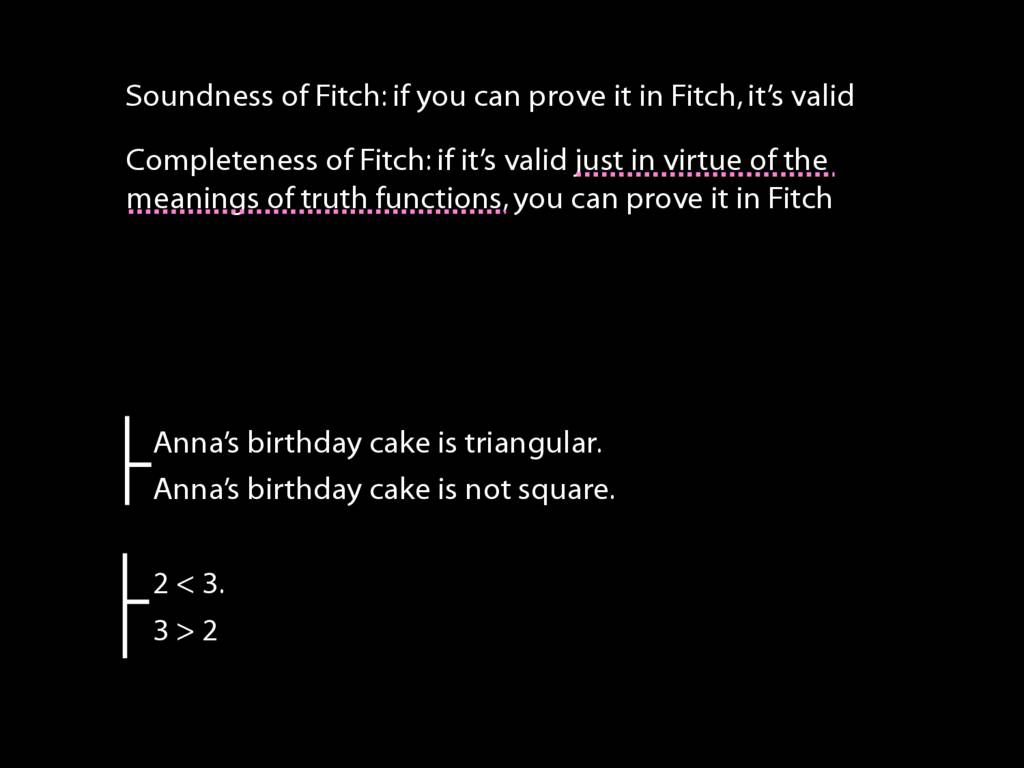 Soundness of Fitch: if you can prove it in Fitch, it’s valid
Completeness of Fitch: if it’s valid just in virtue of the
meanings of truth functions, you can prove it in Fitch
Anna’s birthday cake is triangular.
Anna’s birthday cake is not square.
2 < 3.
3 > 2